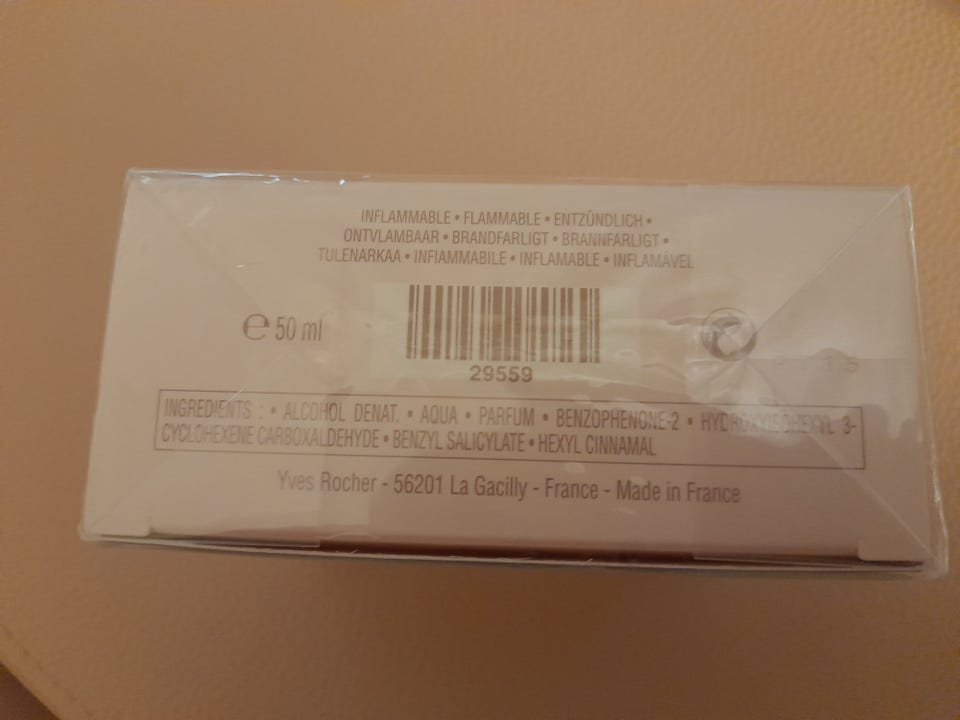 INFLAMMABLE • FLAMMABLE • ENTZÜNDLICH •
ONTVLAMBAAR • BRANDFARLIGT • BRANNFARLIGT •
TULENARKAA • INFIAMMABILE • INFLAMABLE • INFLAMÁVEL
℮ 50 ml
29559
INGREDIENTS : • ALCOHOL DENAT. • AQUA • PARFUM • BENZOPHENONE-2 • HYDROXYISOHEXYL 3-
CYCLOHEXENE CARBOXALDEHYDE • BENZYL SALICYLATE • HEXYL CINNAMAL
Yves Rocher - 56201 La Gacilly - France - Made in France